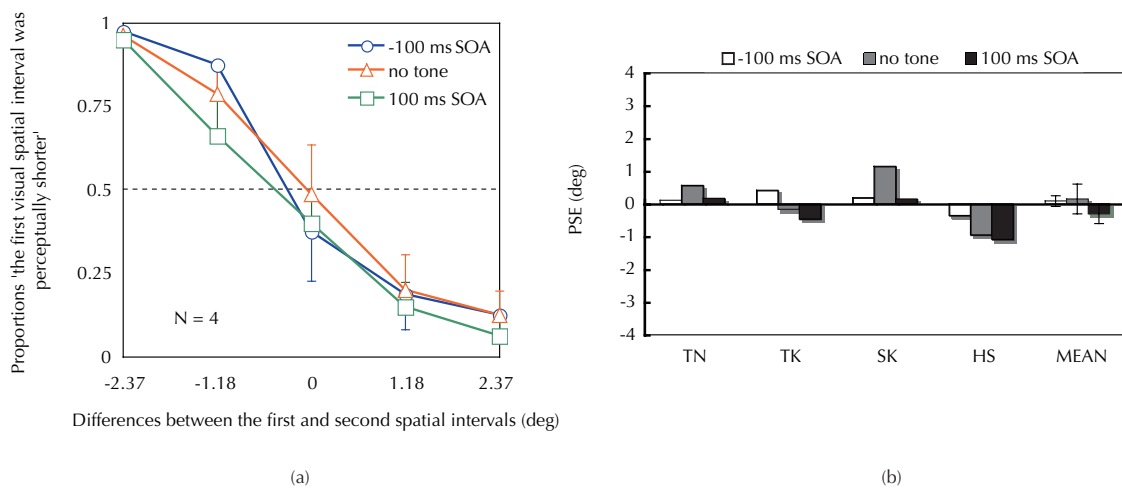 Proportions 'the first visual spatial interval was
perceptually shorter'
1
0.75
0.5
0.25
0
-100 ms SOA
no tone
100 ms SOA
N = 4
-2.37 -1.18 0 1.18 2.37
Differences between the first and second spatial intervals (deg)
(a)
-100 ms SOA no tone 100 ms SOA
PSE (deg)
4
3
2
1
0
-1
-2
-3
-4
TN TK SK HS MEAN
(b)